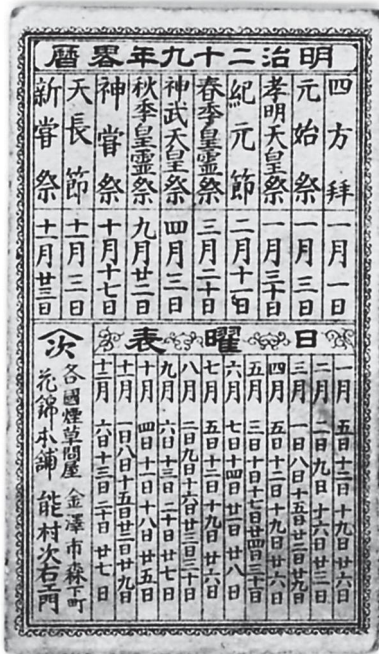 明治二十九年畧曆
四方拜 一月一日
元始祭 一月三日
孝明天皇祭 一月三十日
紀元節 二月十一日
春季皇霊祭 三月二十日
神武天皇祭 四月三日
秋季皇霊祭 九月廿二日
神甞祭 十月十七日
天長節 十一月三日
新甞祭 十一月廿三日
日曜表
一月 五日十二日十九日廿六日
二月 二日九日十六日廿三日
三月 一日八日十五日廿二日廿九日
四月 五日十二日十九日廿六日
五月 三日十日十七日廿四日三十一日
六月 七日十四日廿一日廿八日
七月 五日十二日十九日廿六日
八月 二日九日十六日廿三日三十日
九月 六日十三日二十日廿七日
十月 四日十一日十八日廿五日
十一月 一日八日十五日廿二日廿九日
十二月 六日十三日二十日廿七日
次
各國煙草問屋 金澤市森下町
花錦本舗 能村次右エ門